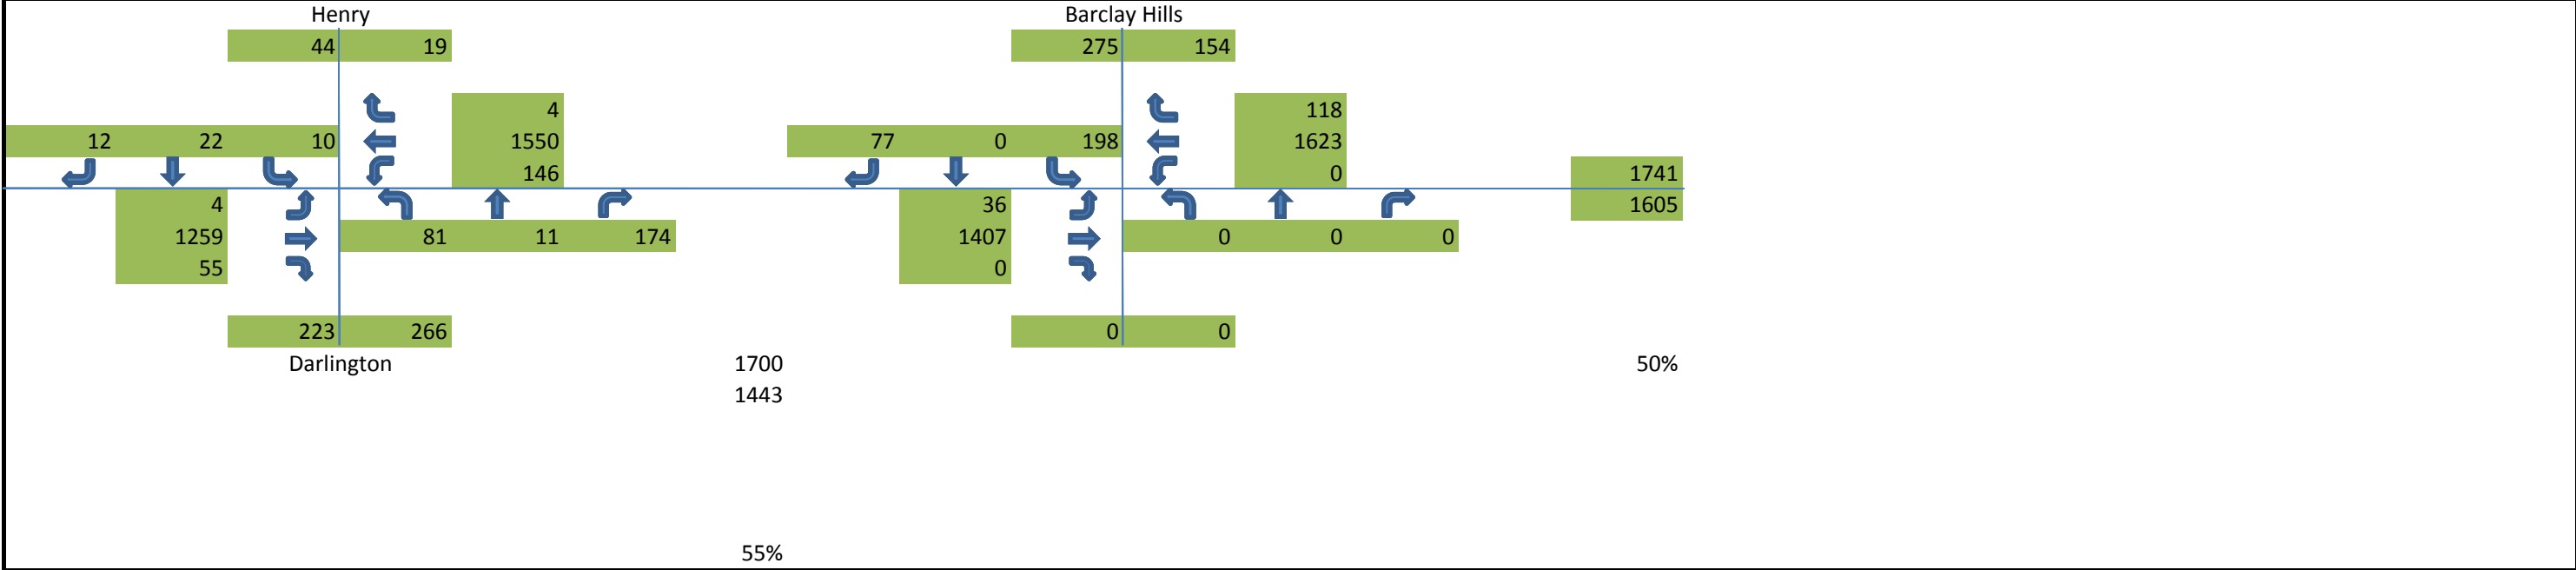 Henry Barclay Hills
44 19 275 154
4 118
12 22 10 1550 77 0 198 1623
146 0 1741
4 36 1605
1259 81 11 174 1407 0 0 0
55 0
223 266 0 0
Darlington 1700 50%
1443
55%